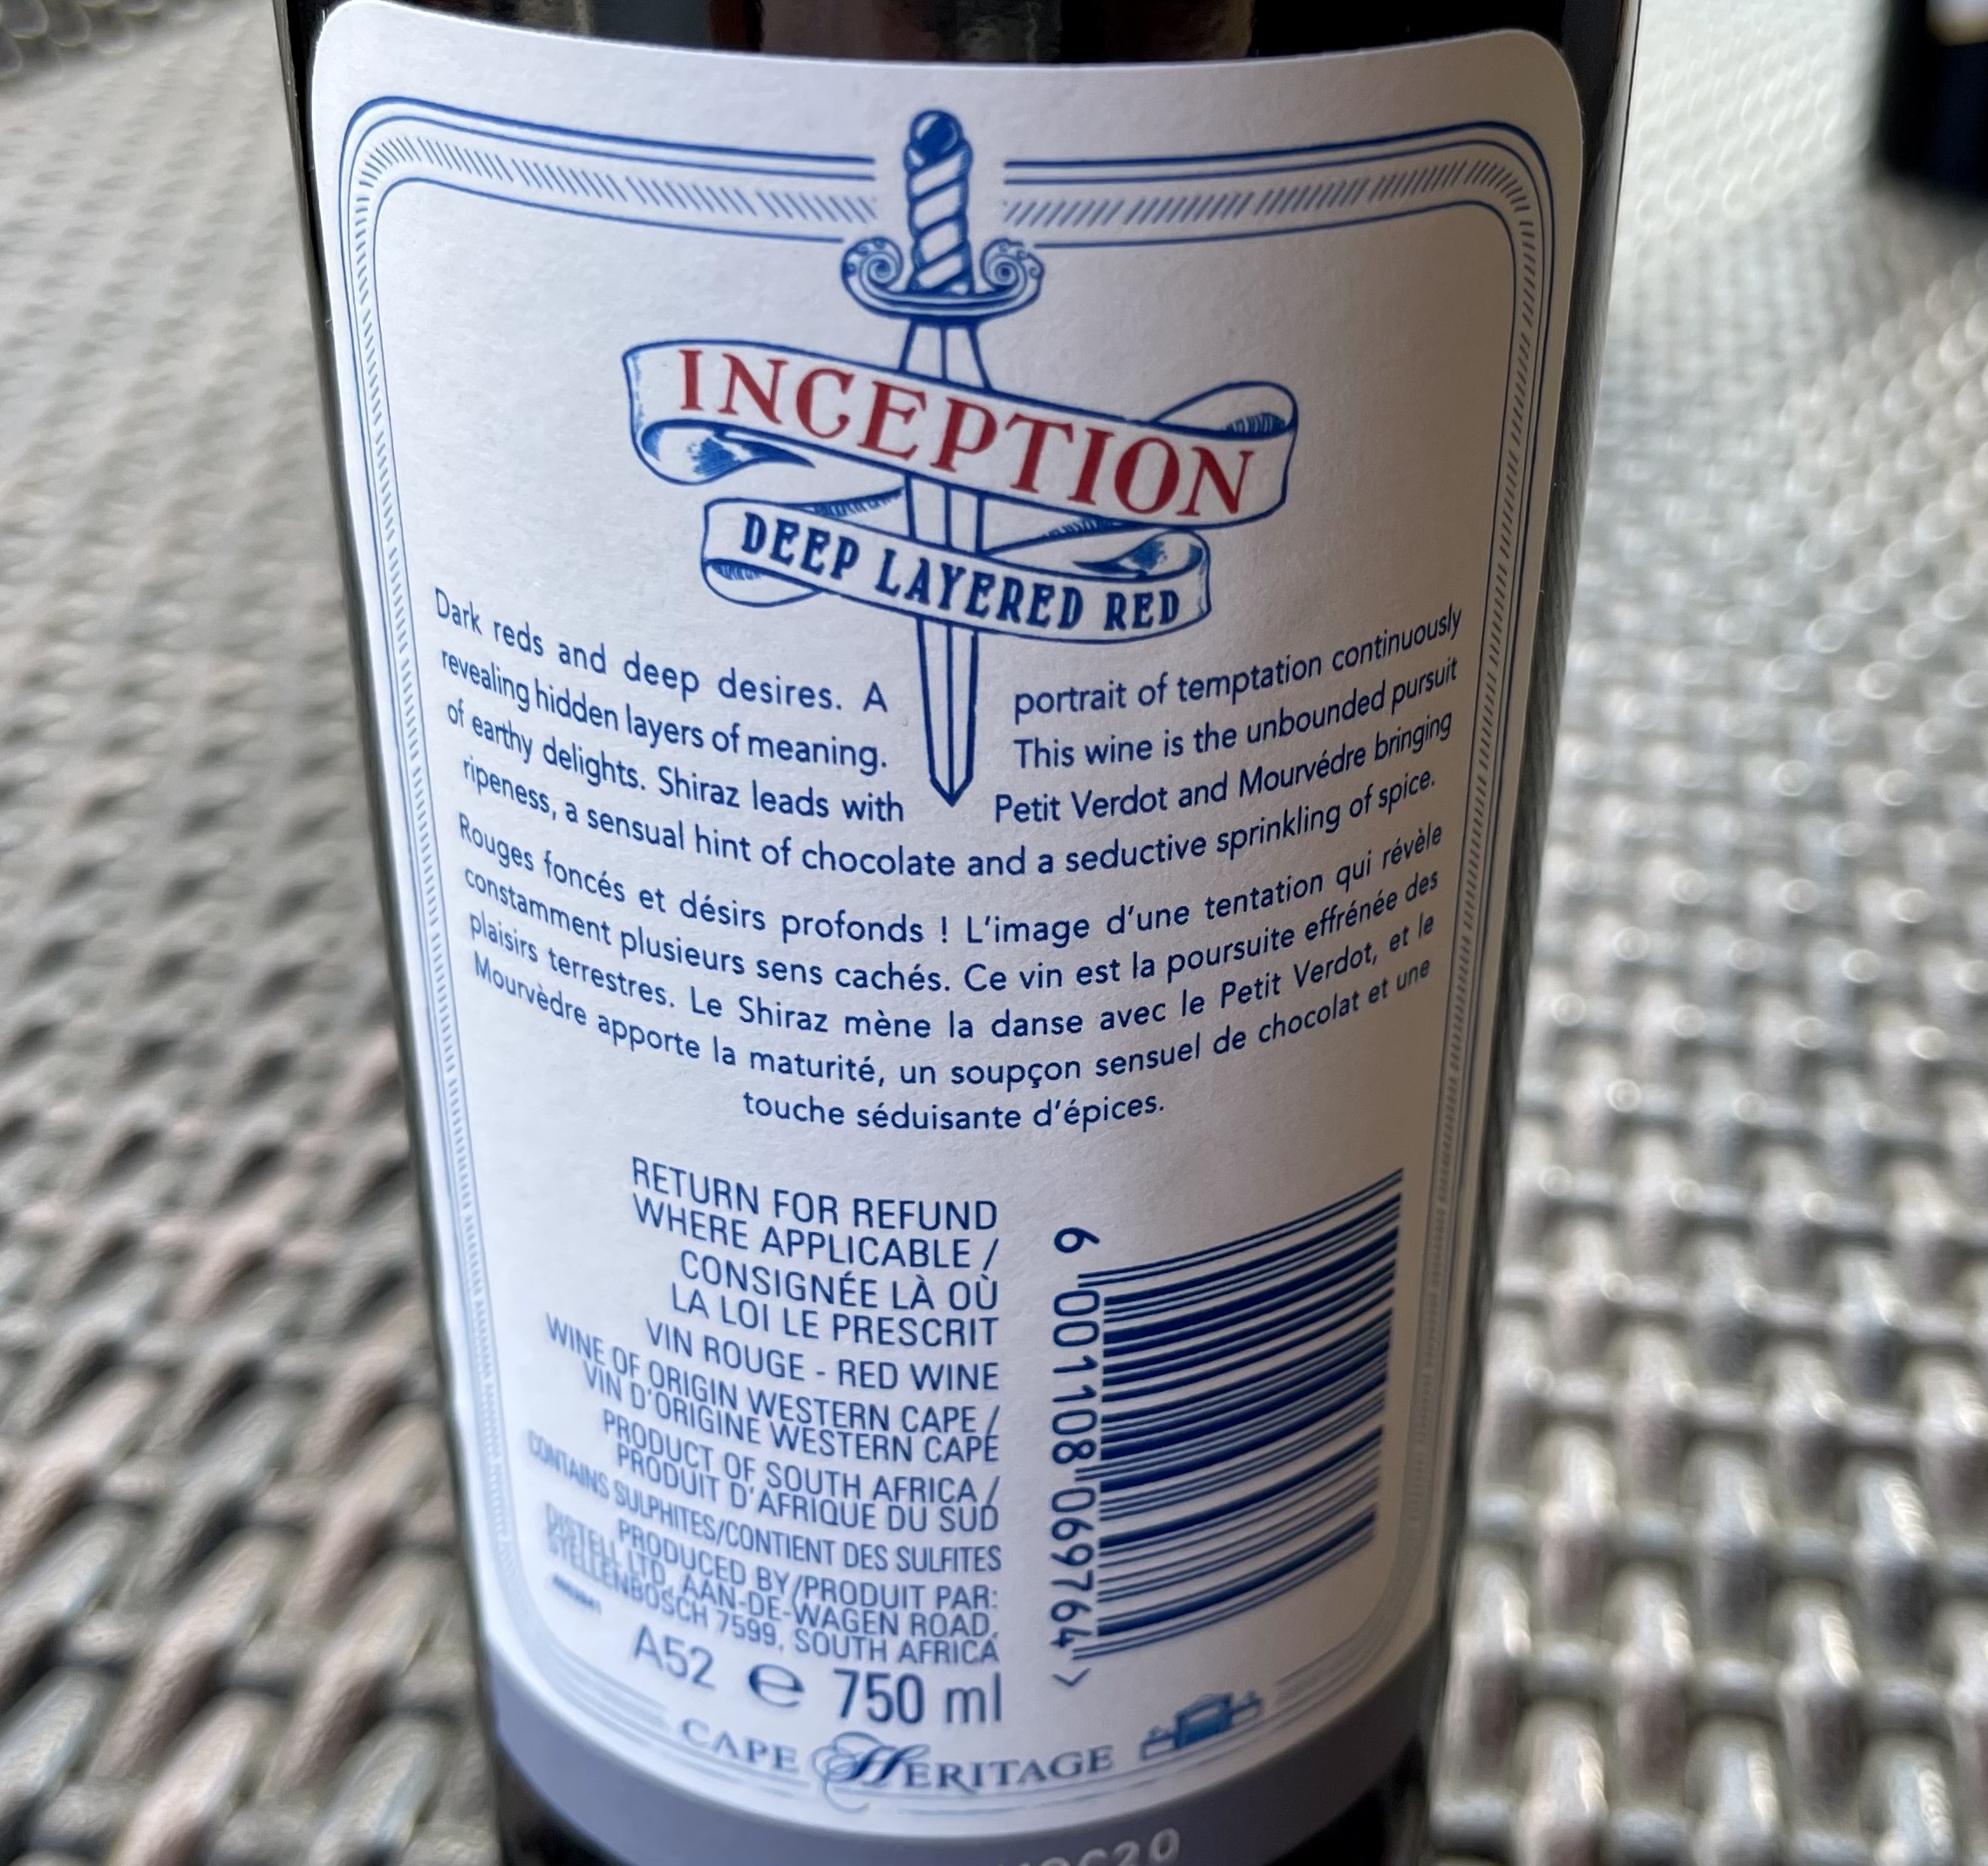 INCEPTION
DEEP LAYERED RED
Dark reds and deep desires. A portrait of temptation continuously
revealing hidden layers of meaning. This wine is the unbounded pursuit
of earthy delights. Shiraz leads with Petit Verdot and Mourvédre bringing
ripeness, a sensual hint of chocolate and a seductive sprinkling of spice.
Rouges foncés et désirs profonds ! L'image d'une tentation qui révèle
constamment plusieurs sens cachés. Ce vin est la poursuite effrénée des
plaisirs terrestres. Le Shiraz mène la danse avec le Petit Verdot, et le
Mourvèdre apporte la maturité, un soupçon sensuel de chocolat et une
touche séduisante d'épices.
RETURN FOR REFUND
WHERE APPLICABLE /
CONSIGNÉE LÀ OÙ
LA LOI LE PRESCRIT
VIN ROUGE - RED WINE
WINE OF ORIGIN WESTERN CAPE /
VIN D'ORIGINE WESTERN CAPE
PRODUCT OF SOUTH AFRICA /
PRODUIT D'AFRIQUE DU SUD
CONTAINS SULPHITES/CONTIENT DES SULFITES
PRODUCED BY/PRODUIT PAR:
DISTELL LTD, AAN-DE-WAGEN ROAD,
STELLENBOSCH 7599, SOUTH AFRICA
A52 e 750 ml
6 001108 069764 >
CAPE HERITAGE